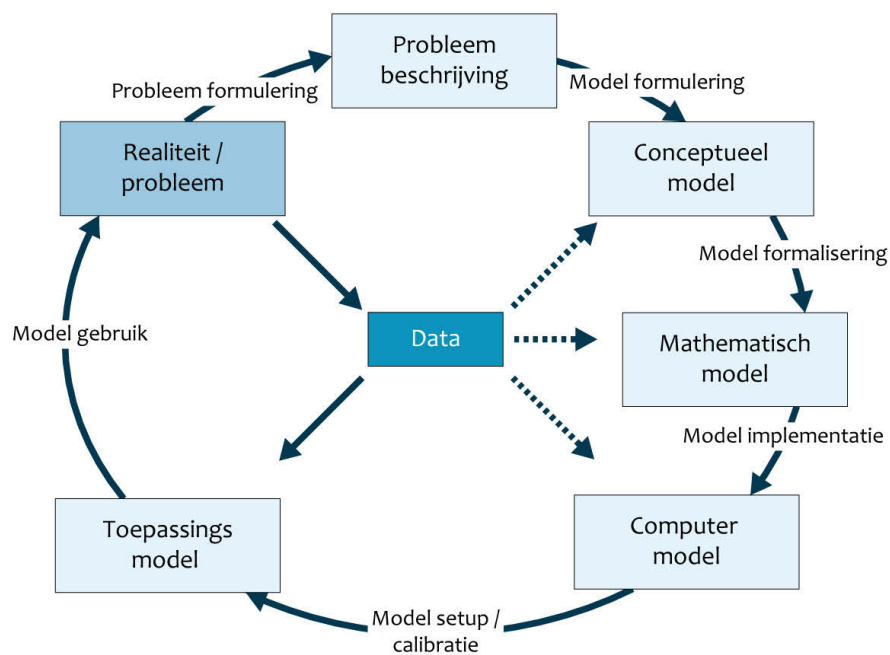 Probleem
beschrijving
Probleem formulering
Model formulering
Realiteit /
probleem
Conceptueel
model
Model formalisering
Model gebruik
Data
Mathematisch
model
Model implementatie
Toepassings
model
Computer
model
Model setup /
calibratie